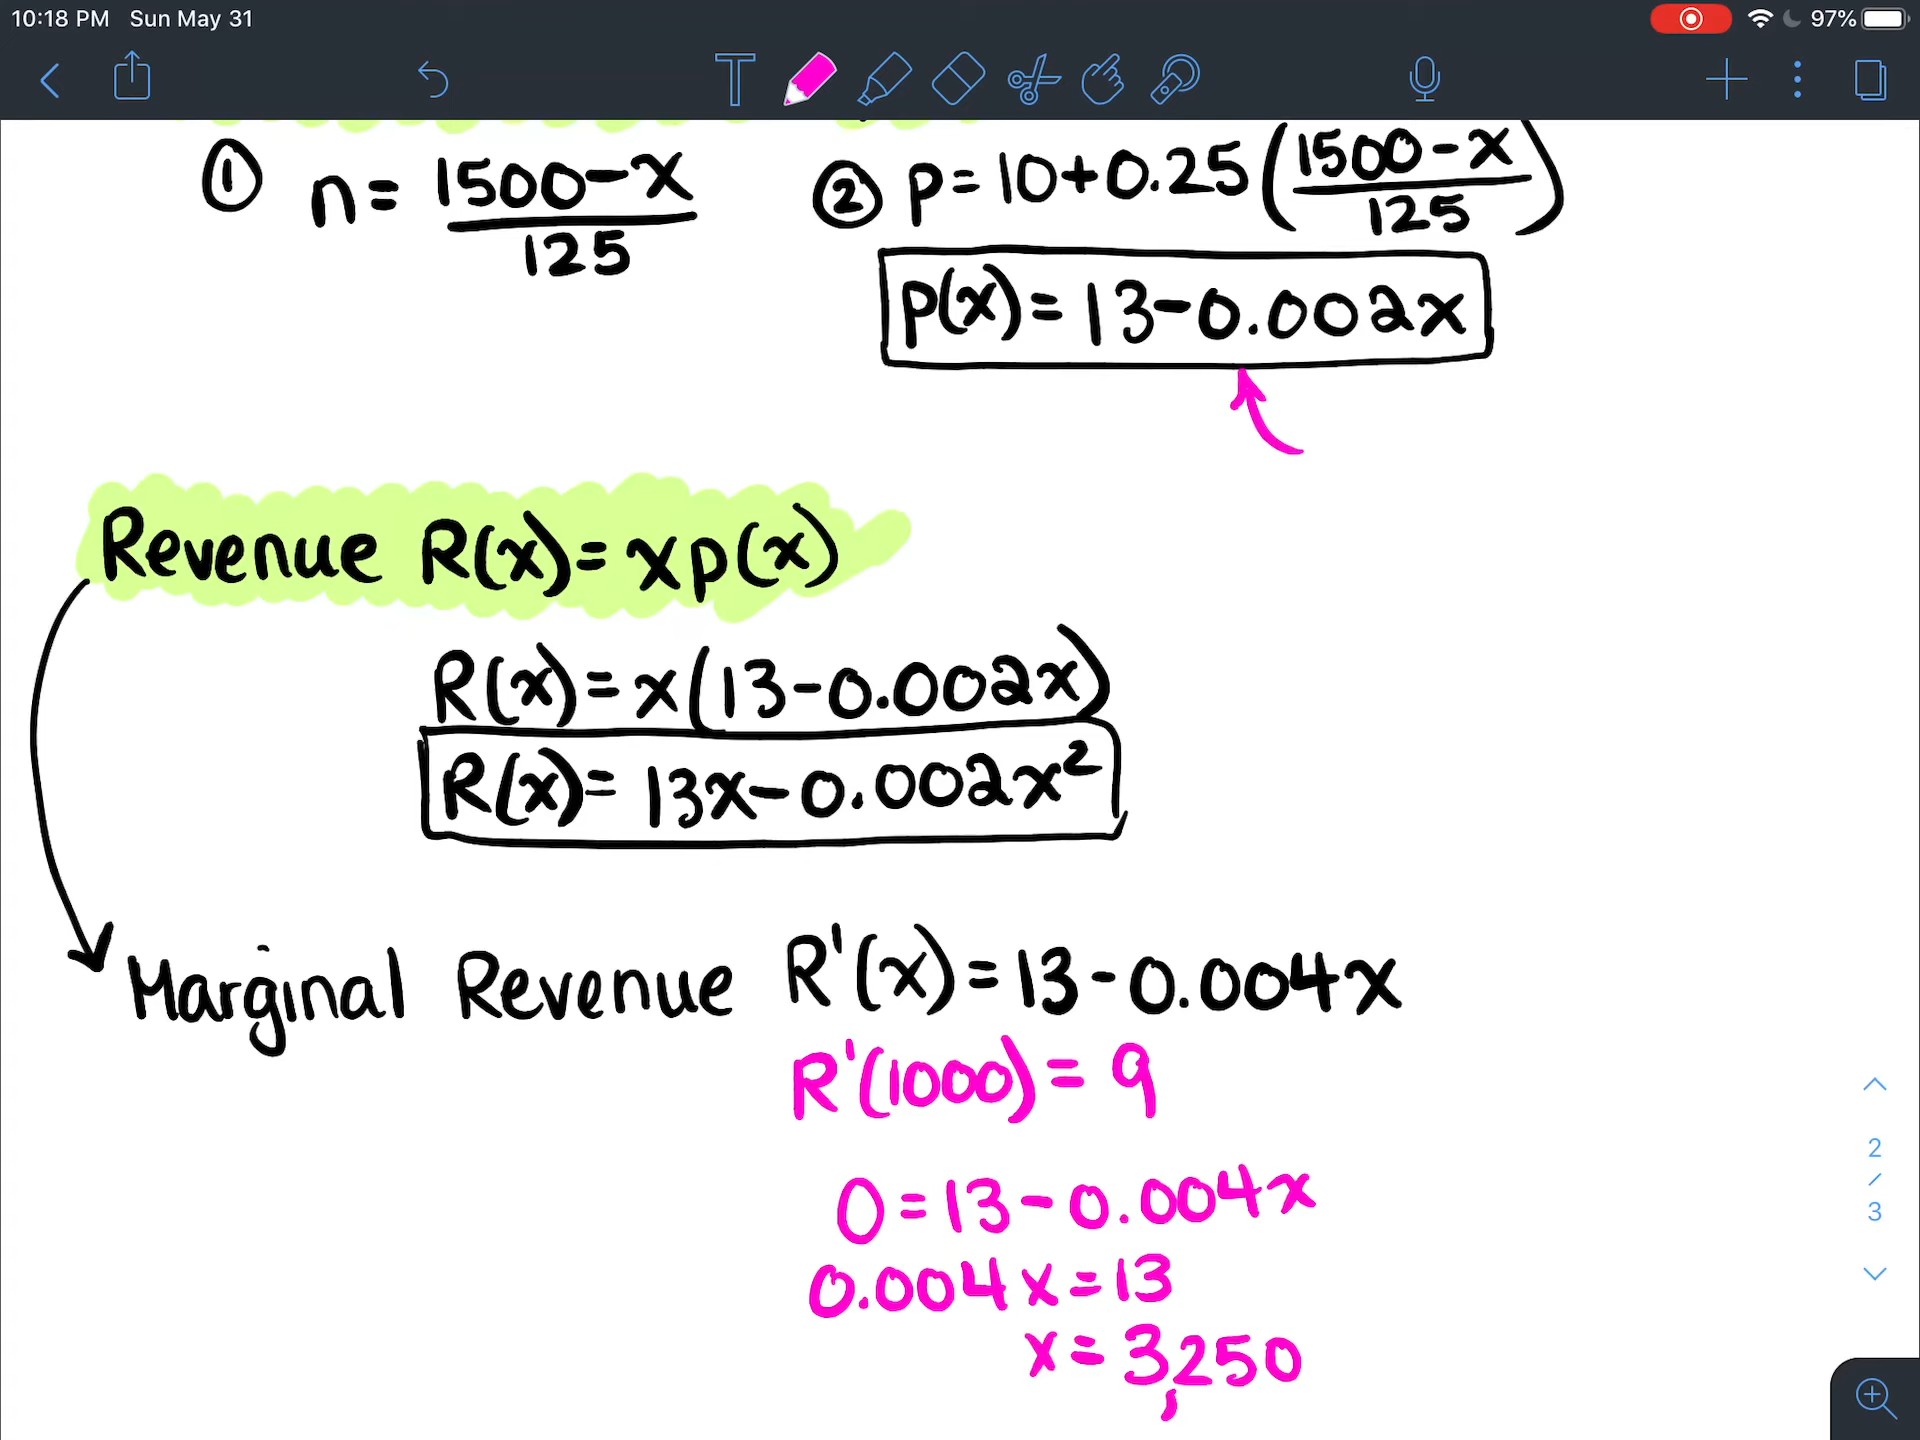 10:18 PM Sun May 31 97%
① n = 1500-x / 125
② p = 10+0.25(1500-x / 125)
p(x) = 13-0.002x
Revenue R(x) = xp(x)
R(x) = x(13-0.002x)
R(x) = 13x-0.002x²
Marginal Revenue R'(x) = 13-0.004x
R'(1000) = 9
0 = 13-0.004x
0.004x = 13
x = 3,250
2
/
3